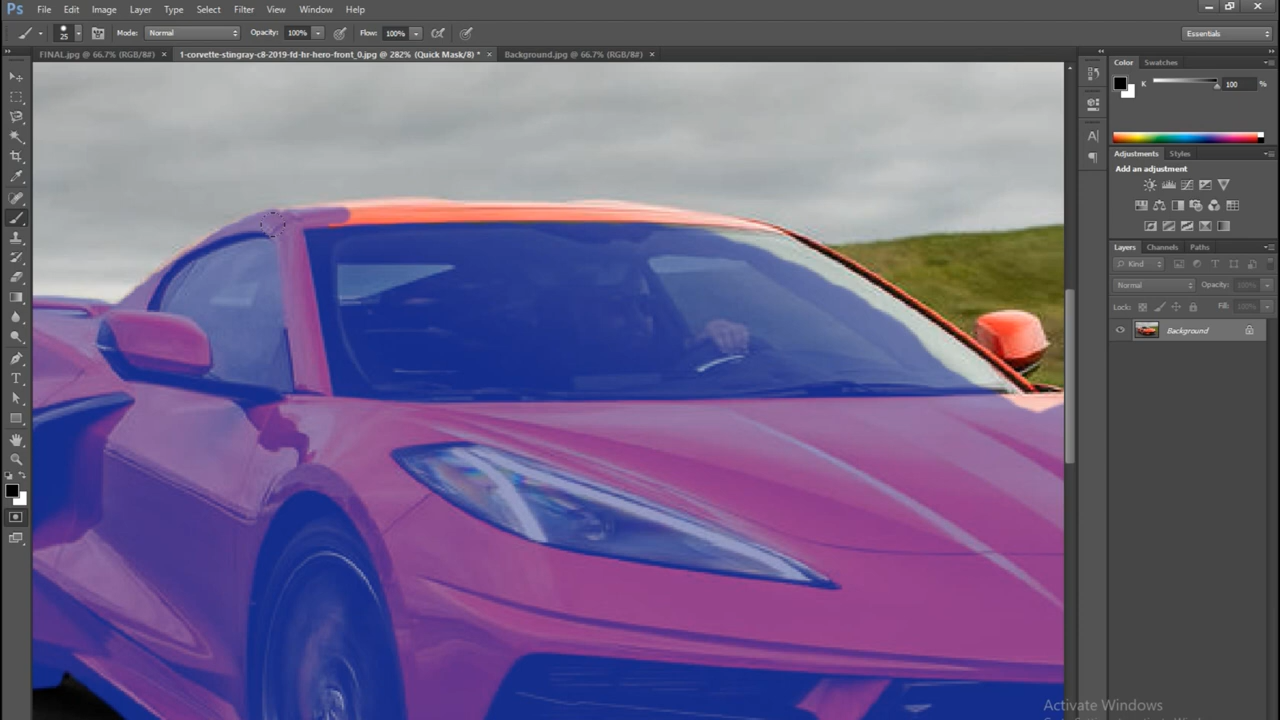 Ps File Edit Image Layer Type Select Filter View Window Help
25 Mode: Normal Opacity: 100% Flow: 100% Essentials
FINAL.jpg @ 66.7% (RGB/8#) × 1-corvette-stingray-c8-2019-fd-hr-hero-front_0.jpg @ 282% (Quick Mask/8) * × Background.jpg @ 66.7% (RGB/8#) ×
Color Swatches
K 100 %
Adjustments Styles
Add an adjustment
Layers Channels Paths
Kind
Normal Opacity: 100%
Lock: Fill: 100%
Background
Activate Windows